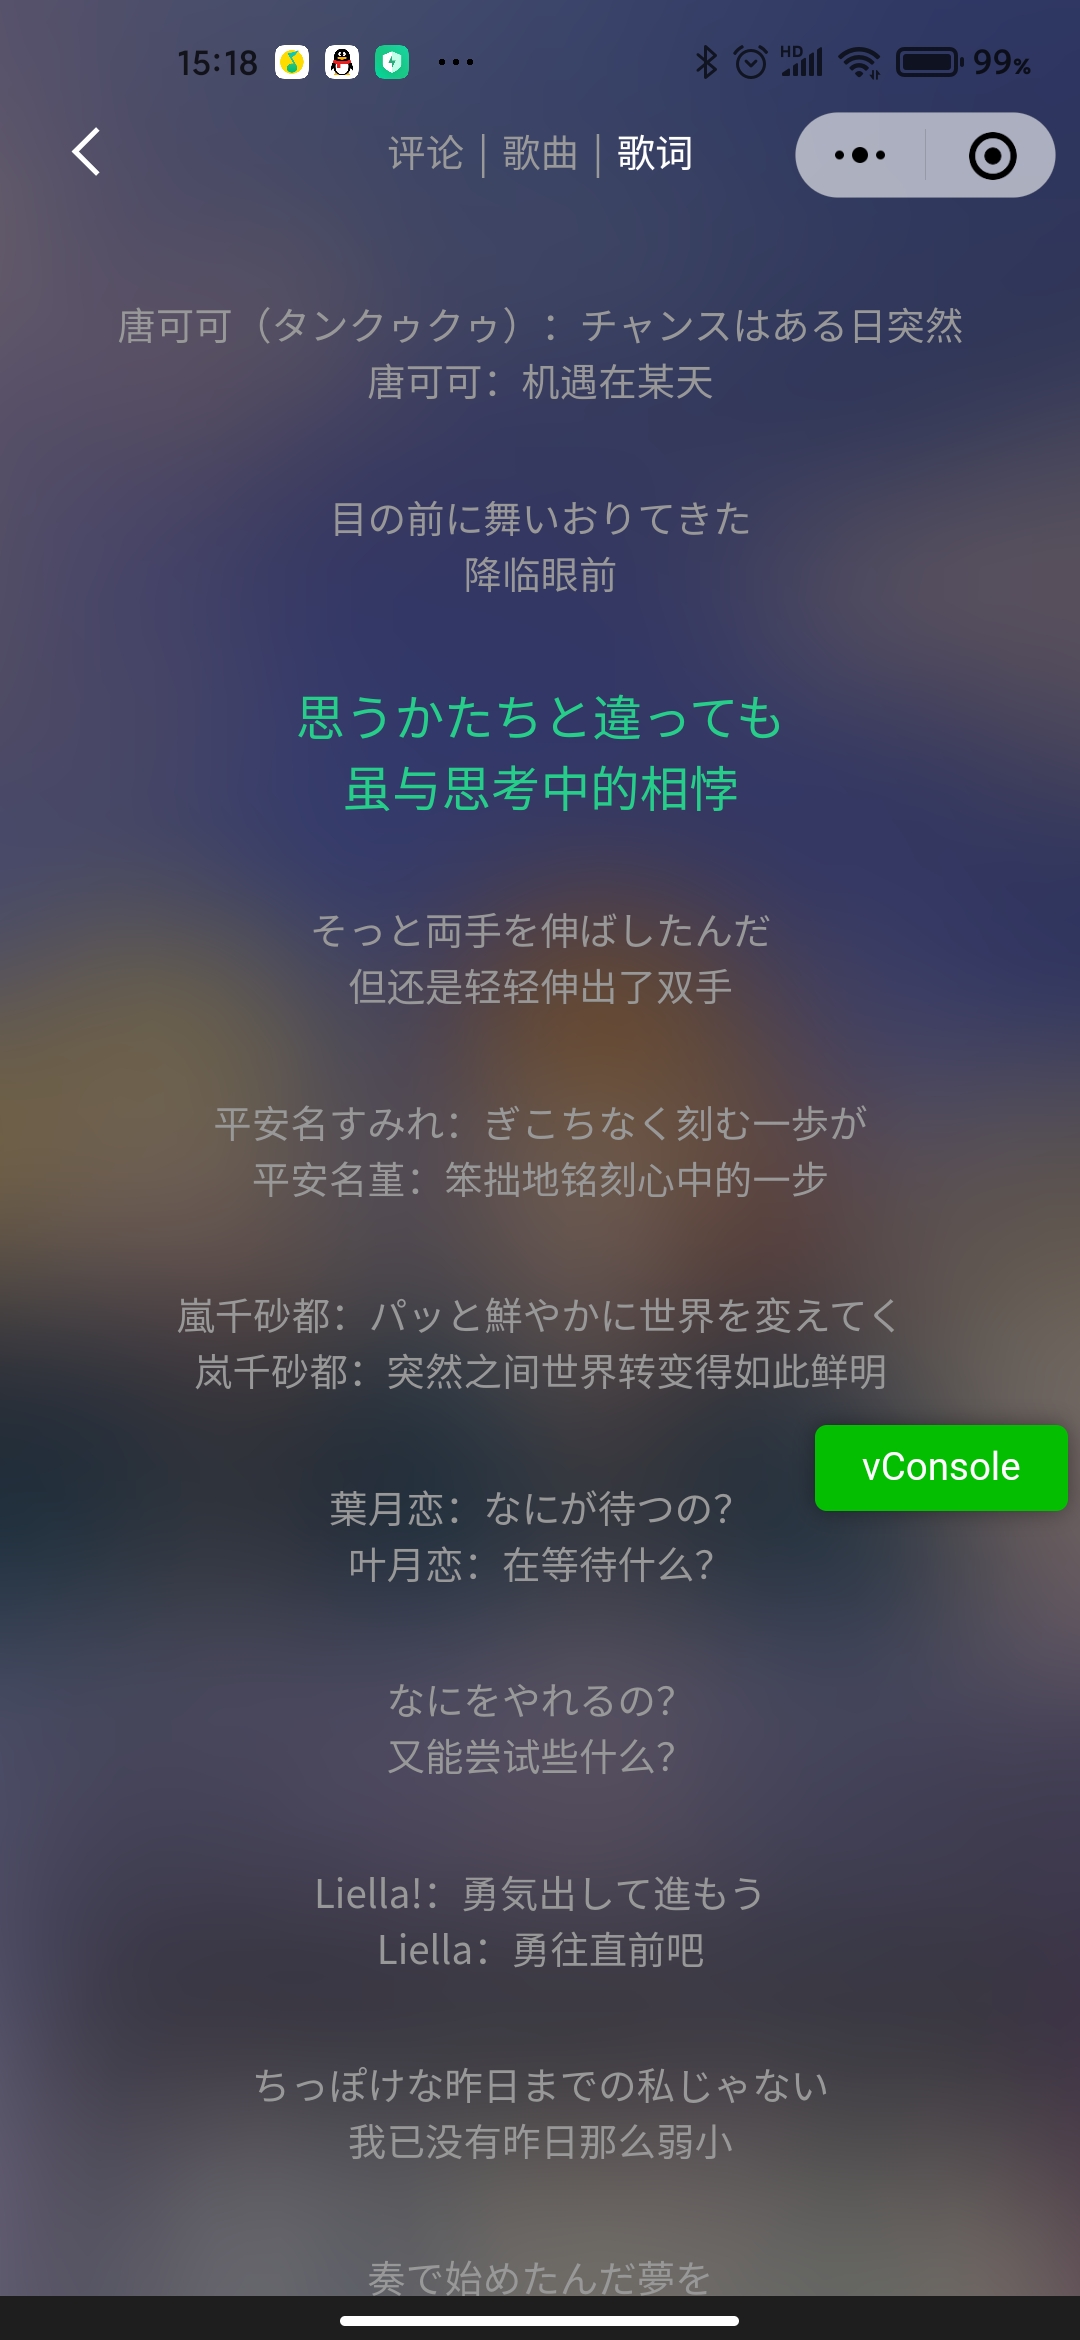 15:18 HD 99%
评论 | 歌曲 | 歌词
唐可可（タンクゥクゥ）：チャンスはある日突然
唐可可：机遇在某天
目の前に舞いおりてきた
降临眼前
思うかたちと違っても
虽与思考中的相悖
そっと両手を伸ばしたんだ
但还是轻轻伸出了双手
平安名すみれ：ぎこちなく刻む一歩が
平安名堇：笨拙地铭刻心中的一步
嵐千砂都：パッと鮮やかに世界を変えてく
岚千砂都：突然之间世界转变得如此鲜明
vConsole
葉月恋：なにが待つの？
叶月恋：在等待什么？
なにをやれるの？
又能尝试些什么？
Liella!：勇気出して進もう
Liella：勇往直前吧
ちっぽけな昨日までの私じゃない
我已没有昨日那么弱小
奏で始めたんだ夢を